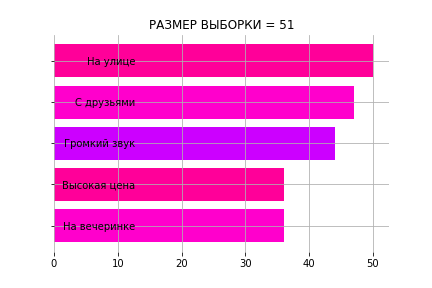 РАЗМЕР ВЫБОРКИ = 51
На улице
С друзьями
Громкий звук
Высокая цена
На вечеринке
0 10 20 30 40 50